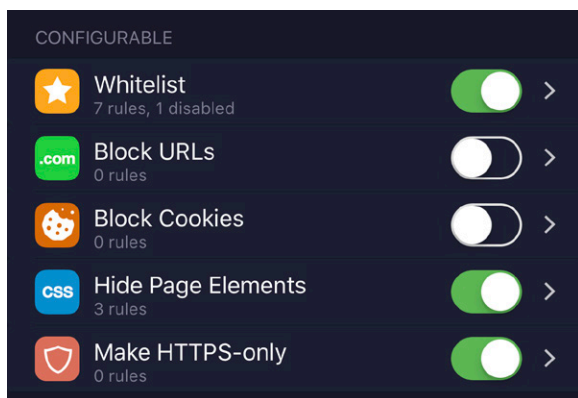 CONFIGURABLE
Whitelist
7 rules, 1 disabled
.com
Block URLs
0 rules
Block Cookies
0 rules
CSS
Hide Page Elements
3 rules
Make HTTPS-only
0 rules